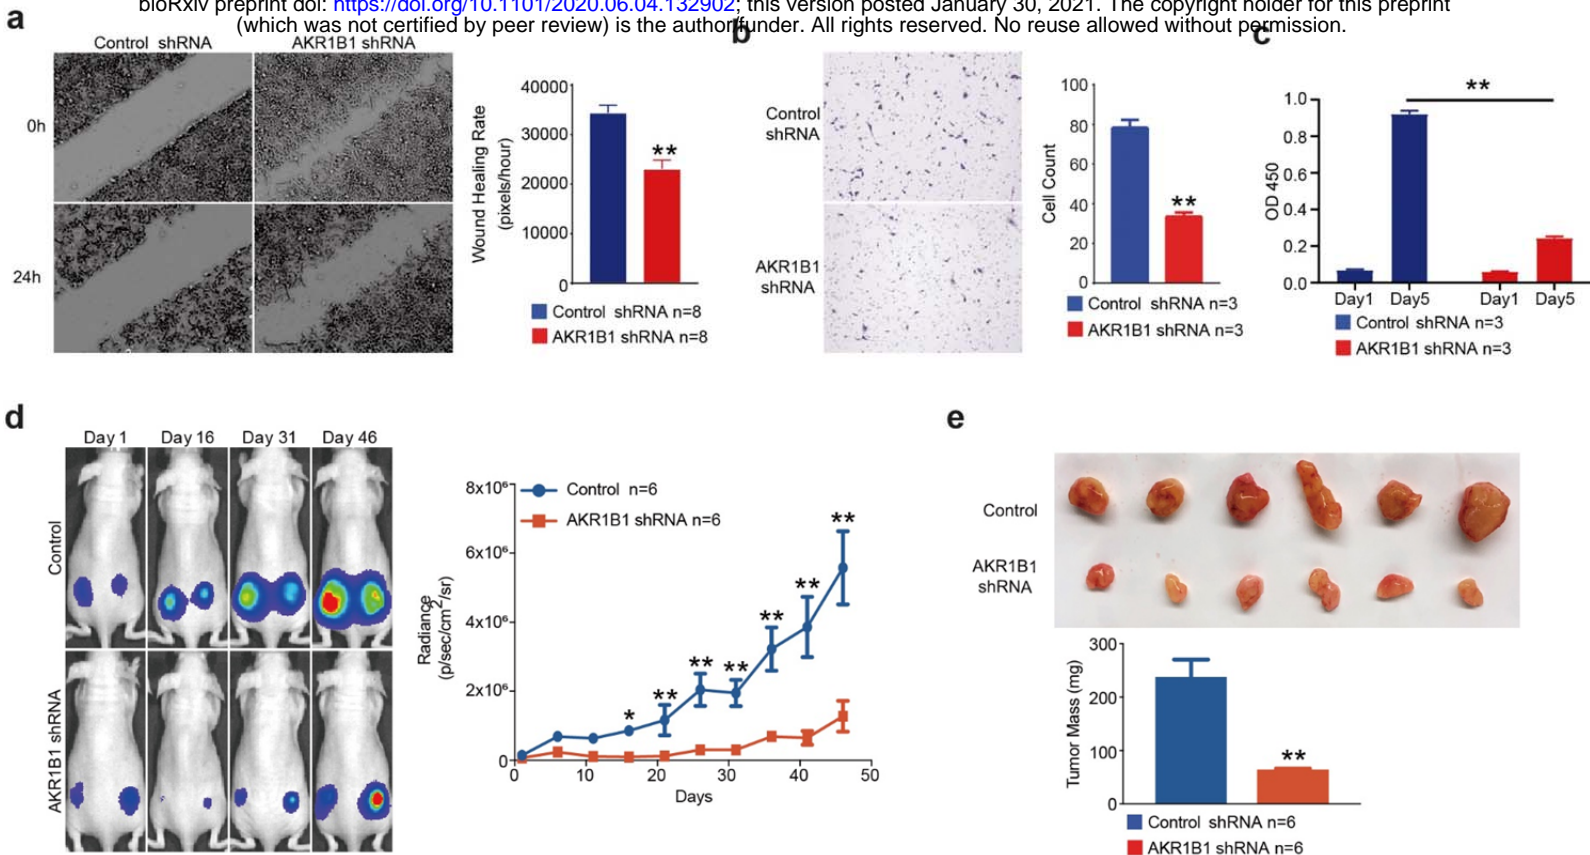 bioRxiv preprint doi: https://doi.org/10.1101/2020.06.04.132902; this version posted January 30, 2021. The copyright holder for this preprint
(which was not certified by peer review) is the author/funder. All rights reserved. No reuse allowed without permission.
a
Control shRNA
AKR1B1 shRNA
0h
24h
Wound Healing Rate
(pixels/hour)
40000
30000
20000
10000
0
**
Control shRNA n=8
AKR1B1 shRNA n=8
b
Control
shRNA
AKR1B1
shRNA
Cell Count
100
80
60
40
20
0
**
Control shRNA n=3
AKR1B1 shRNA n=3
c
OD 450
1.0
0.8
0.6
0.4
0.2
0.0
**
Day1
Day5
Day1
Day5
Control shRNA n=3
AKR1B1 shRNA n=3
d
Day 1
Day 16
Day 31
Day 46
Control
AKR1B1 shRNA
Radiance
(p/sec/cm²/sr)
8x10⁶
6x10⁶
4x10⁶
2x10⁶
0
Control n=6
AKR1B1 shRNA n=6
*
**
**
**
**
**
**
0
10
20
30
40
50
Days
e
Control
AKR1B1
shRNA
Tumor Mass (mg)
300
200
100
0
**
Control shRNA n=6
AKR1B1 shRNA n=6